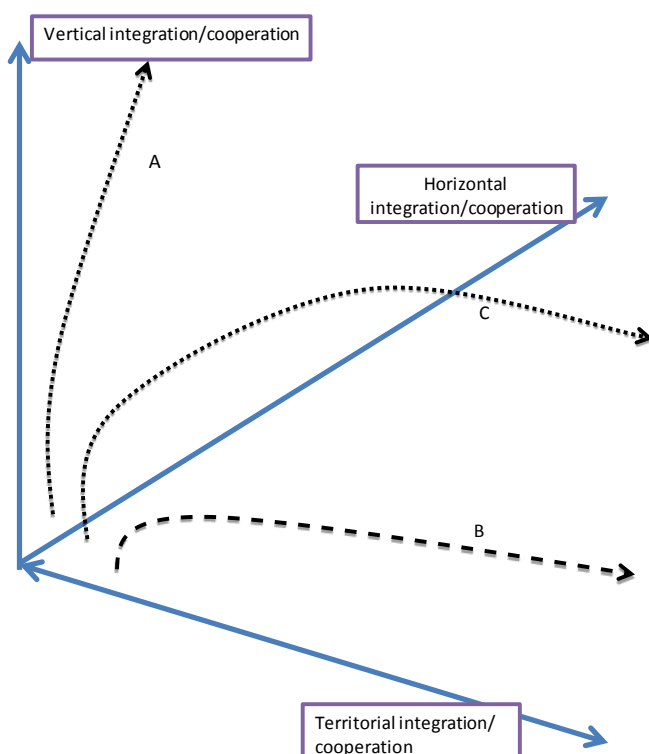 Vertical integration/cooperation
A
Horizontal
integration/cooperation
C
B
Territorial integration/
cooperation